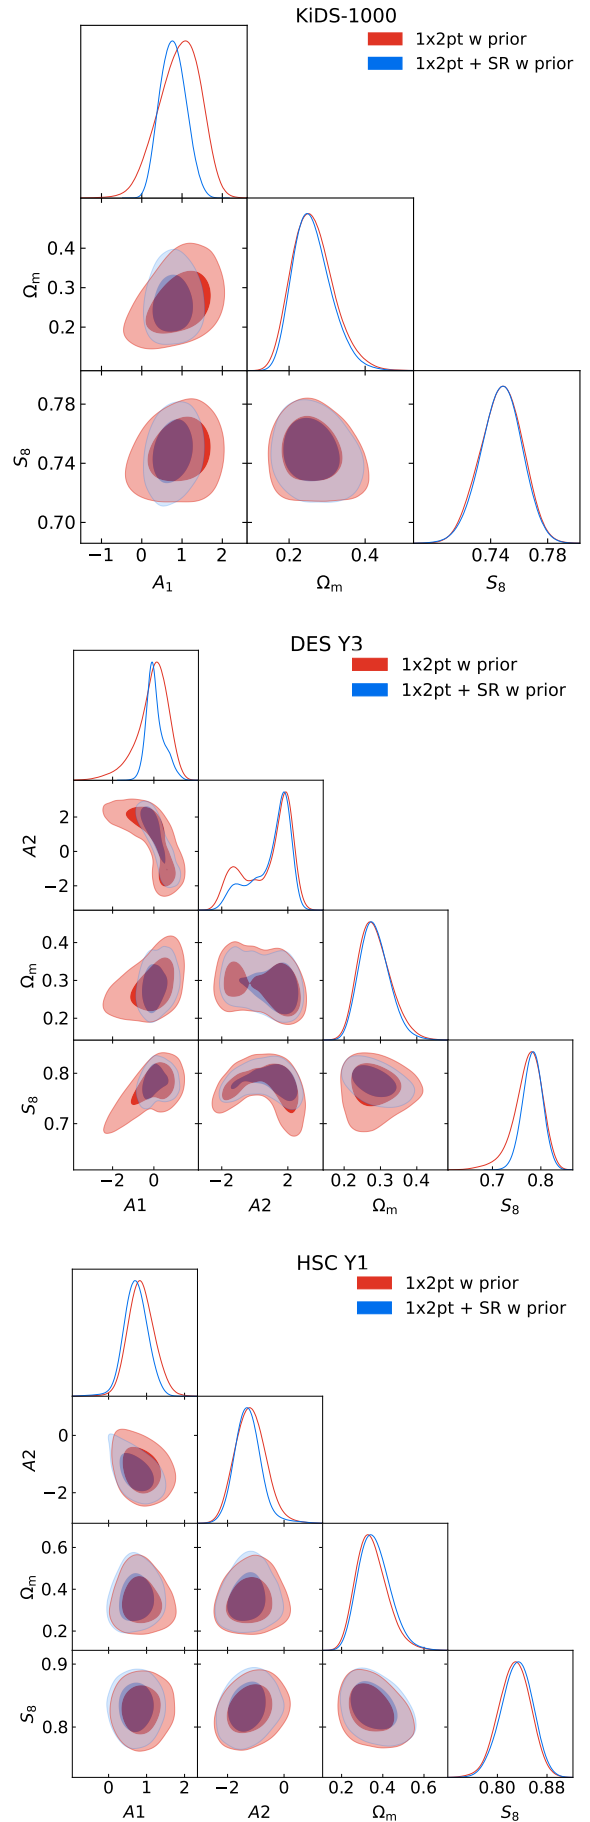 KiDS-1000
1x2pt w prior
1x2pt + SR w prior
Ωm
0.4
0.3
0.2
S8
0.78
0.74
0.70
−1 0 1 2 0.2 0.4 0.74 0.78
A1 Ωm S8
DES Y3
1x2pt w prior
1x2pt + SR w prior
A2
2
0
−2
Ωm
0.4
0.3
0.2
S8
0.8
0.7
−2 0 −2 2 0.2 0.3 0.4 0.7 0.8
A1 A2 Ωm S8
HSC Y1
1x2pt w prior
1x2pt + SR w prior
A2
0
−2
Ωm
0.6
0.4
0.2
S8
0.9
0.8
0 1 2 −2 0 0.2 0.4 0.6 0.80 0.88
A1 A2 Ωm S8